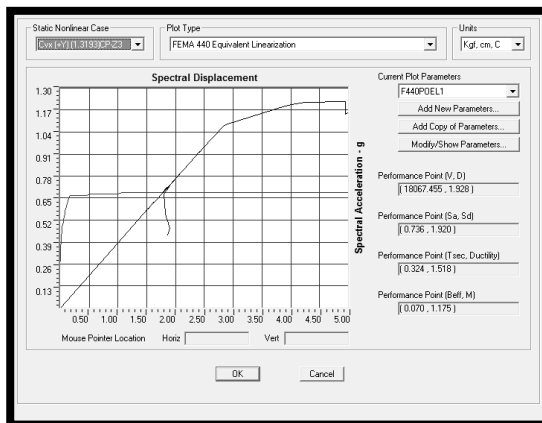 Static Nonlinear Case
Cvx (+Y) (1.3193)CP-Z3
Plot Type
FEMA 440 Equivalent Linearization
Units
Kgf, cm, C
Spectral Displacement
Current Plot Parameters
F440POEL1
Add New Parameters...
Add Copy of Parameters...
Modify/Show Parameters...
1.30
1.17
1.04
0.91
0.78
0.65
0.52
0.39
0.26
0.13
Spectral Acceleration - g
0.50 1.00 1.50 2.00 2.50 3.00 3.50 4.00 4.50 5.00
Performance Point (V, D)
( 18067.455 , 1.928 )
Performance Point (Sa, Sd)
( 0.736 , 1.920 )
Performance Point (Tsec, Ductility)
( 0.324 , 1.518 )
Performance Point (Beff, M)
( 0.070 , 1.175 )
Mouse Pointer Location Horiz Vert
OK Cancel